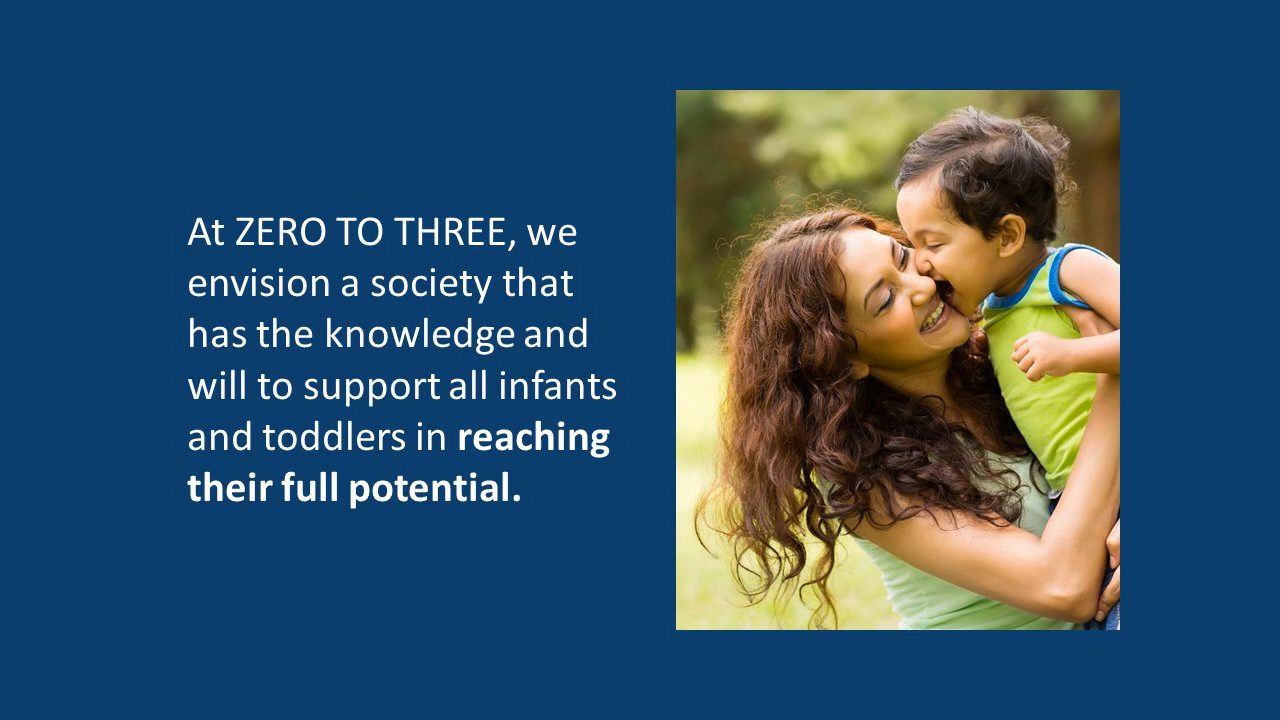 At ZERO TO THREE, we
envision a society that
has the knowledge and
will to support all infants
and toddlers in reaching
their full potential.